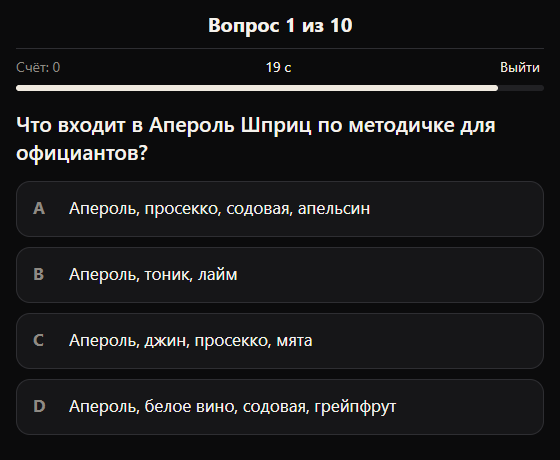 Вопрос 1 из 10
Счёт: 0
19 с
Выйти
Что входит в Апероль Шприц по методичке для
официантов?
A Апероль, просекко, содовая, апельсин
B Апероль, тоник, лайм
C Апероль, джин, просекко, мята
D Апероль, белое вино, содовая, грейпфрут